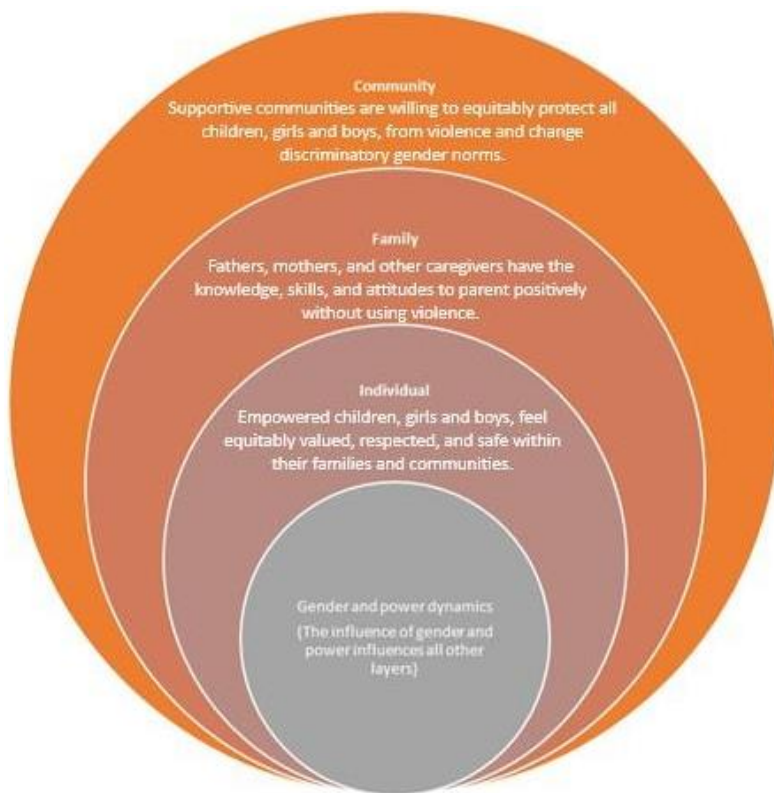 Community
Supportive communities are willing to equitably protect all
children, girls and boys, from violence and change
discriminatory gender norms.
Family
Fathers, mothers, and other caregivers have the
knowledge, skills, and attitudes to parent positively
without using violence.
Individual
Empowered children, girls and boys, feel
equitably valued, respected, and safe within
their families and communities.
Gender and power dynamics
(The influence of gender and
power influences all other
layers)